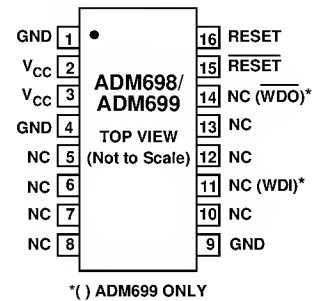 GND 1 16 RESET
VCC 2 15 RESET
VCC 3 14 NC (WDO)*
GND 4 13 NC
NC 5 12 NC
NC 6 11 NC (WDI)*
NC 7 10 NC
NC 8 9 GND
ADM698/
ADM699
TOP VIEW
(Not to Scale)
*( ) ADM699 ONLY